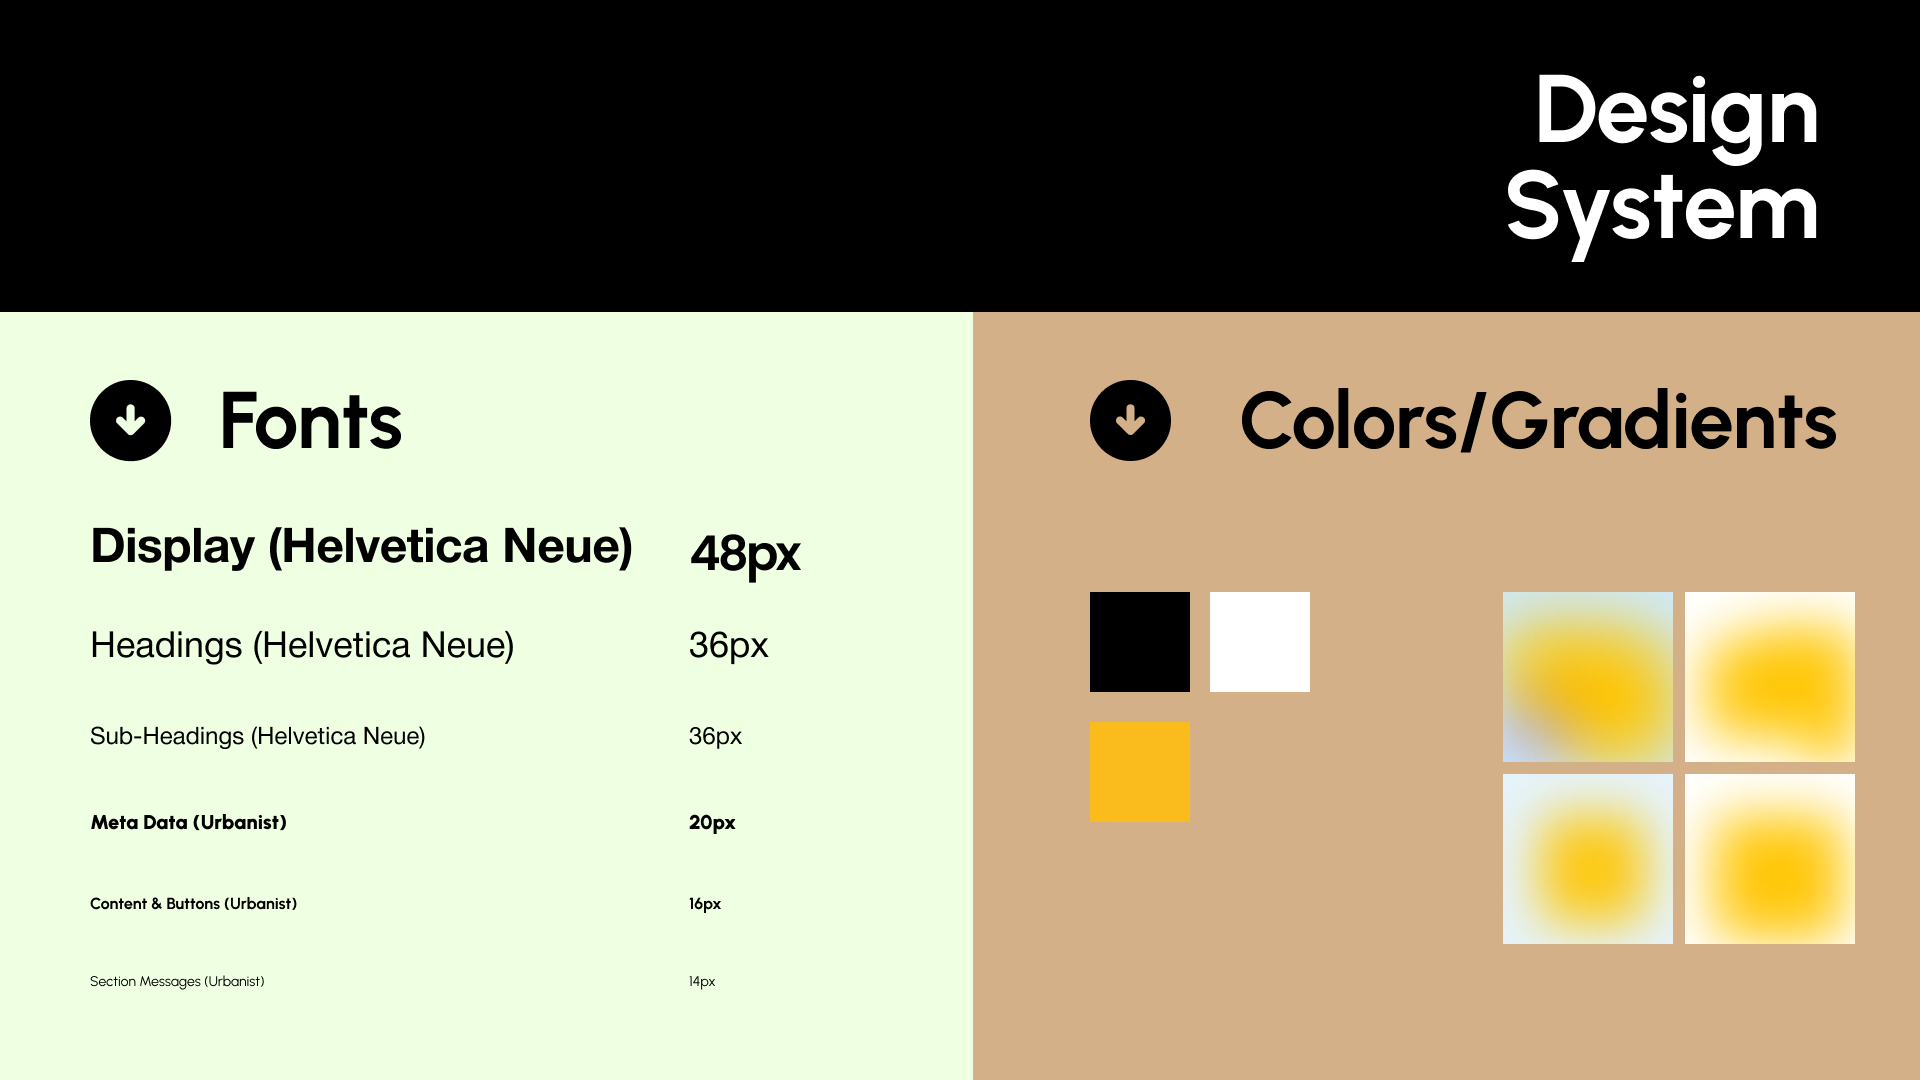 Design
System
Fonts
Display (Helvetica Neue) 48px
Headings (Helvetica Neue) 36px
Sub-Headings (Helvetica Neue) 36px
Meta Data (Urbanist) 20px
Content & Buttons (Urbanist) 16px
Section Messages (Urbanist) 14px
Colors/Gradients